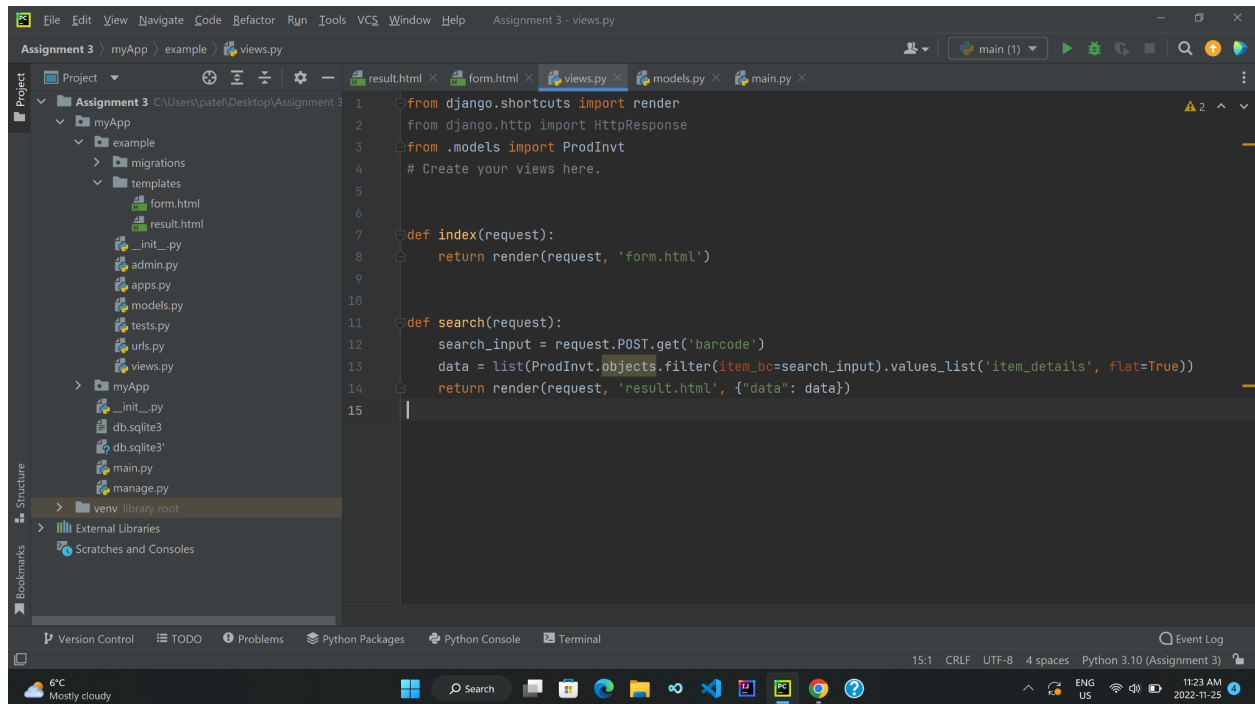 File Edit View Navigate Code Refactor Run Tools VCS Window Help Assignment 3 - views.py
Assignment 3 myApp example views.py main (1)
Project
Project
result.html form.html views.py models.py main.py
Assignment 3 C:\Users\patel\Desktop\Assignment 3
myApp
example
migrations
templates
form.html
result.html
__init__.py
admin.py
apps.py
models.py
tests.py
urls.py
views.py
myApp
__init__.py
db.sqlite3
db.sqlite3'
main.py
manage.py
venv library root
External Libraries
Scratches and Consoles
Structure
Bookmarks
2
1 from django.shortcuts import render
2 from django.http import HttpResponse
3 from .models import ProdInvt
4 # Create your views here.
5
6
7 def index(request):
8     return render(request, 'form.html')
9
10
11 def search(request):
12     search_input = request.POST.get('barcode')
13     data = list(ProdInvt.objects.filter(item_bc=search_input).values_list('item_details', flat=True))
14     return render(request, 'result.html', {"data": data})
15
Version Control TODO Problems Python Packages Python Console Terminal Event Log
15:1 CRLF UTF-8 4 spaces Python 3.10 (Assignment 3)
6°C
Mostly cloudy
Search
ENG
US
11:23 AM
2022-11-25
4